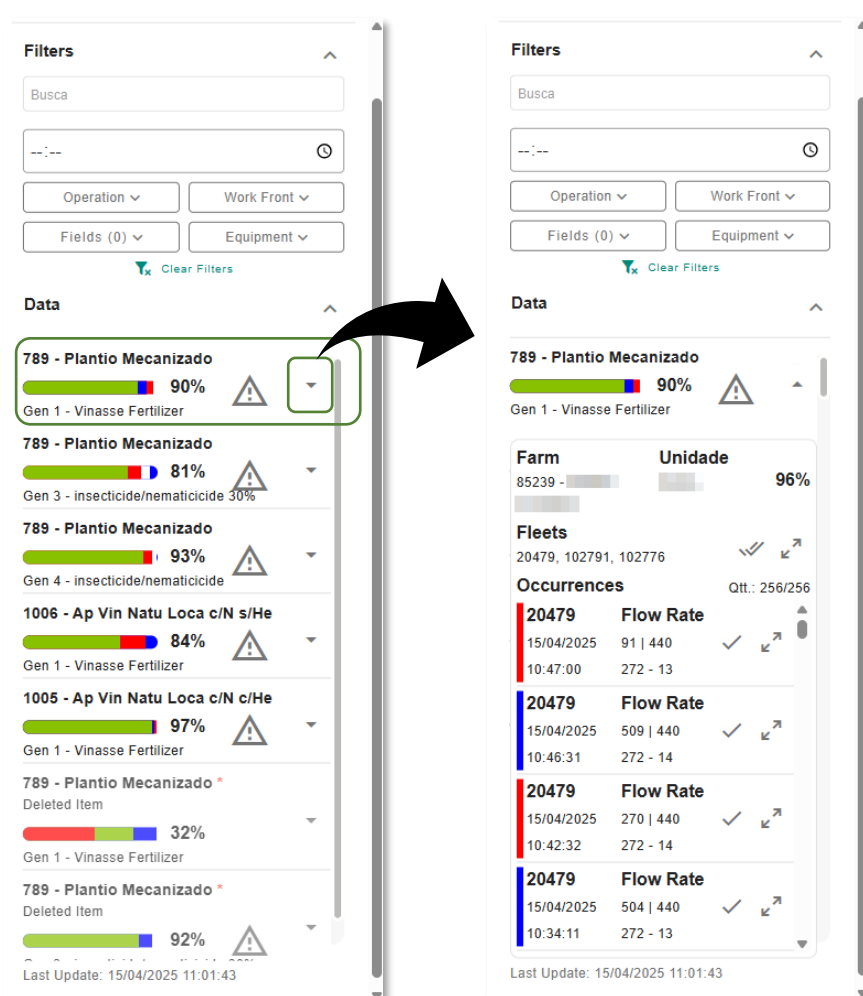 Filters
Busca
--:--
Operation
Work Front
Fields (0)
Equipment
Clear Filters
Data
789 - Plantio Mecanizado
90%
Gen 1 - Vinasse Fertilizer
789 - Plantio Mecanizado
81%
Gen 3 - insecticide/nematicicide 30%
789 - Plantio Mecanizado
93%
Gen 4 - insecticide/nematicicide
1006 - Ap Vin Natu Loca c/N s/He
84%
Gen 1 - Vinasse Fertilizer
1005 - Ap Vin Natu Loca c/N c/He
97%
Gen 1 - Vinasse Fertilizer
789 - Plantio Mecanizado *
Deleted Item
32%
Gen 1 - Vinasse Fertilizer
789 - Plantio Mecanizado *
Deleted Item
92%
Last Update: 15/04/2025 11:01:43
Filters
Busca
--:--
Operation
Work Front
Fields (0)
Equipment
Clear Filters
Data
789 - Plantio Mecanizado
90%
Gen 1 - Vinasse Fertilizer
Farm Unidade
85239 - 96%
Fleets
20479, 102791, 102776
Occurrences Qtt.: 256/256
20479 Flow Rate
15/04/2025 91 | 440
10:47:00 272 - 13
20479 Flow Rate
15/04/2025 509 | 440
10:46:31 272 - 14
20479 Flow Rate
15/04/2025 270 | 440
10:42:32 272 - 14
20479 Flow Rate
15/04/2025 504 | 440
10:34:11 272 - 13
Last Update: 15/04/2025 11:01:43